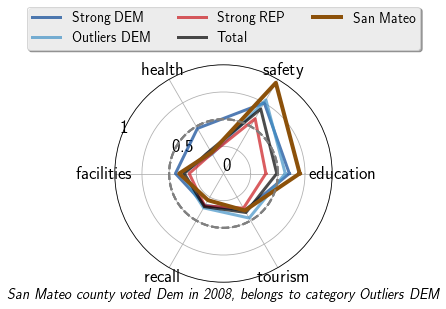 Strong DEM
Strong REP
San Mateo
Outliers DEM
Total
health
safety
1
0.5
0
facilities
education
recall
tourism
San Mateo county voted Dem in 2008, belongs to category Outliers DEM